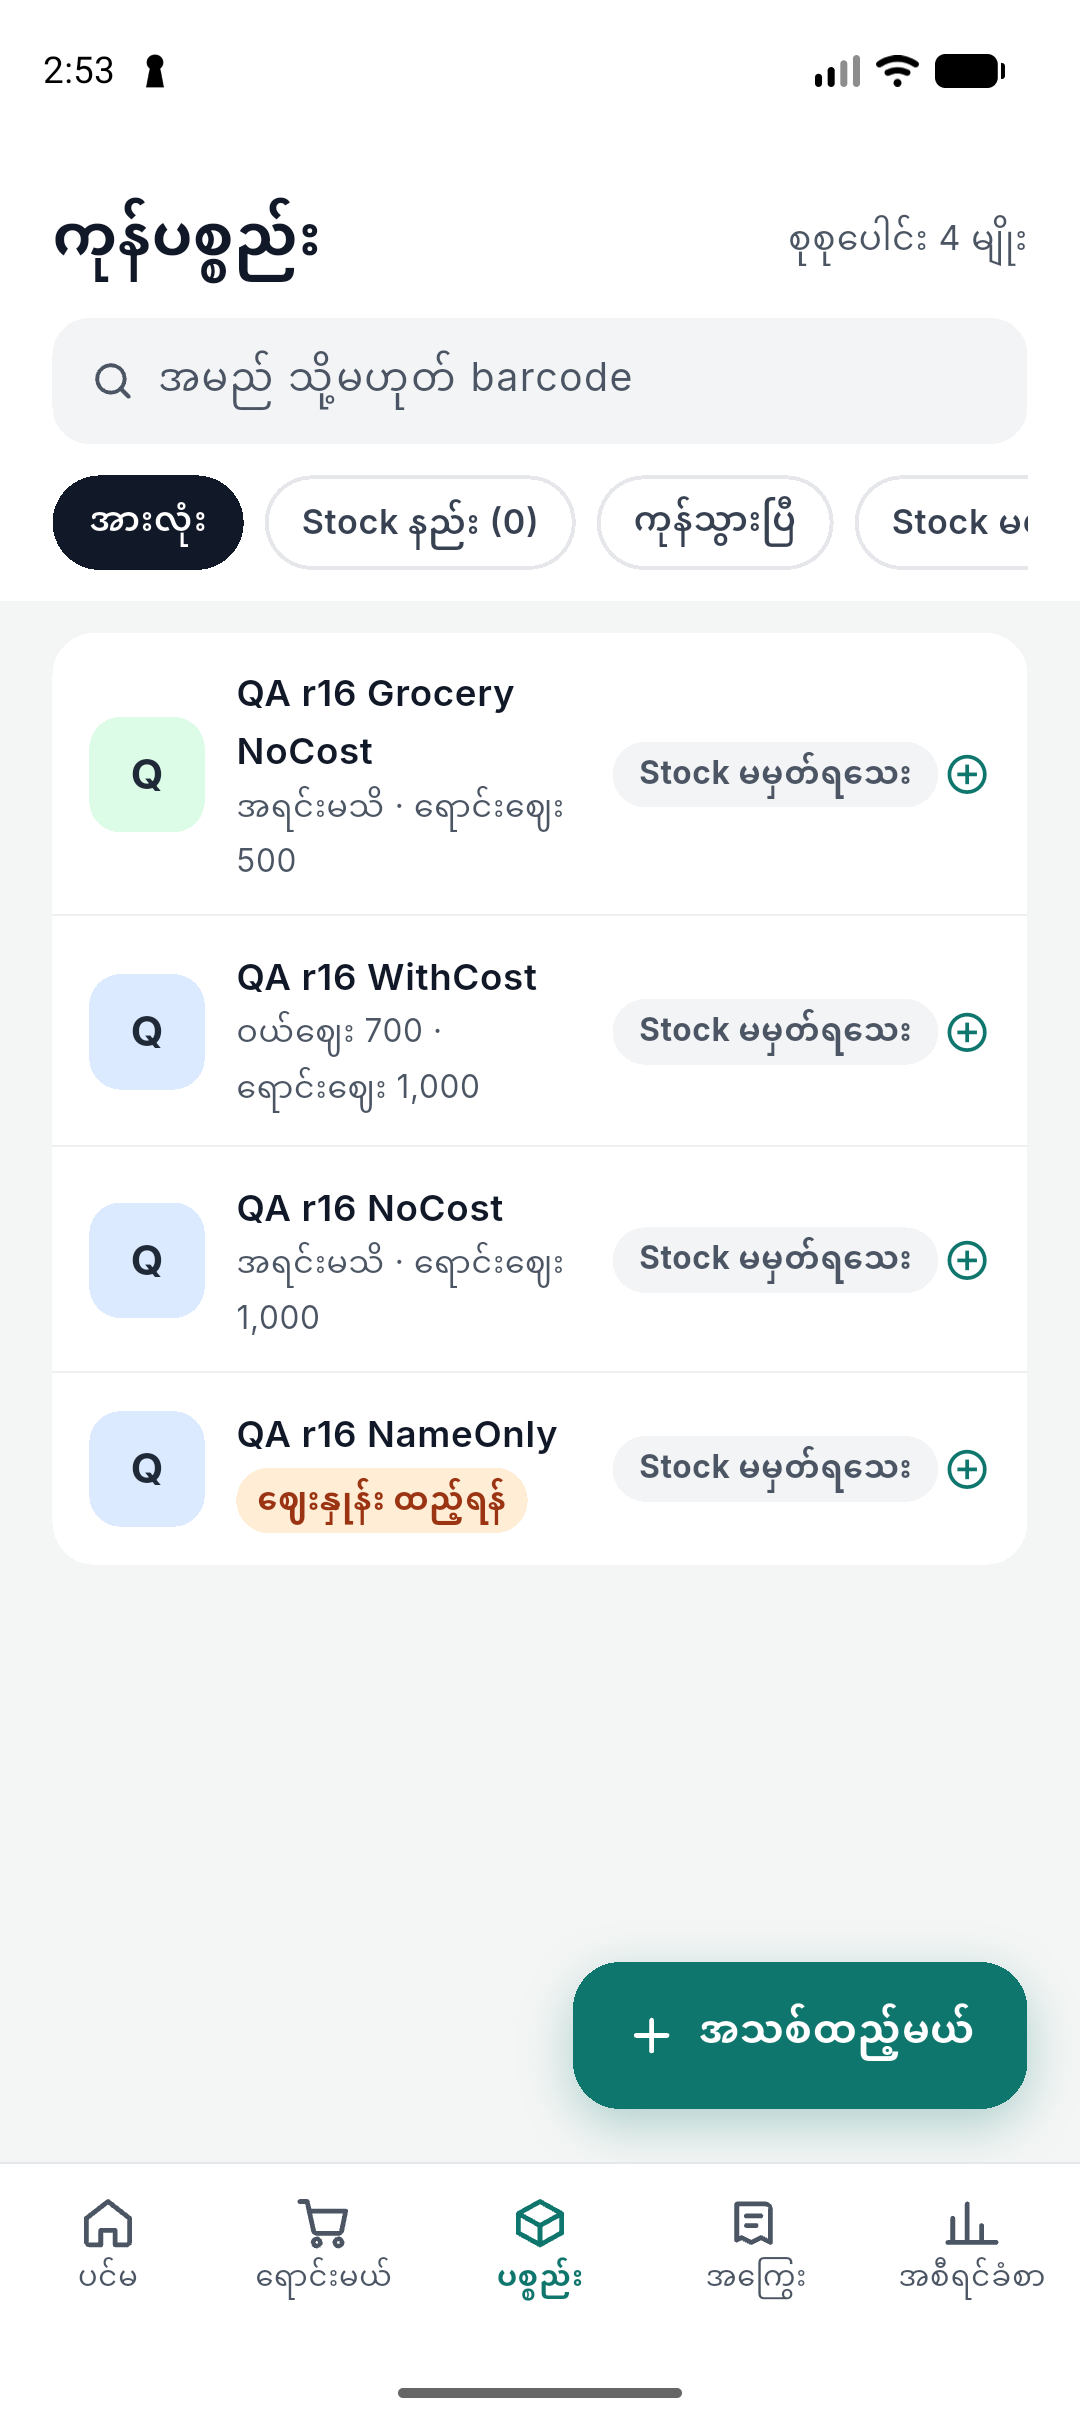 2:53
ကုန်ပစ္စည်း
စုစုပေါင်း 4 မျိုး
အမည် သို့မဟုတ် barcode
အားလုံး
Stock နည်း (0)
ကုန်သွားပြီ
Stock
QA r16 Grocery
NoCost
အရင်းမသိ · ရောင်းဈေး
500
Stock မမှတ်ရသေး
Q
QA r16 WithCost
ဝယ်ဈေး 700 ·
ရောင်းဈေး 1,000
Stock မမှတ်ရသေး
Q
QA r16 NoCost
အရင်းမသိ · ရောင်းဈေး
1,000
Stock မမှတ်ရသေး
Q
QA r16 NameOnly
ဈေးနှုန်း ထည့်ရန်
Stock မမှတ်ရသေး
Q
အသစ်ထည့်မယ်
ပင်မ
ရောင်းမယ်
ပစ္စည်း
အကြွေး
အစီရင်ခံစာ